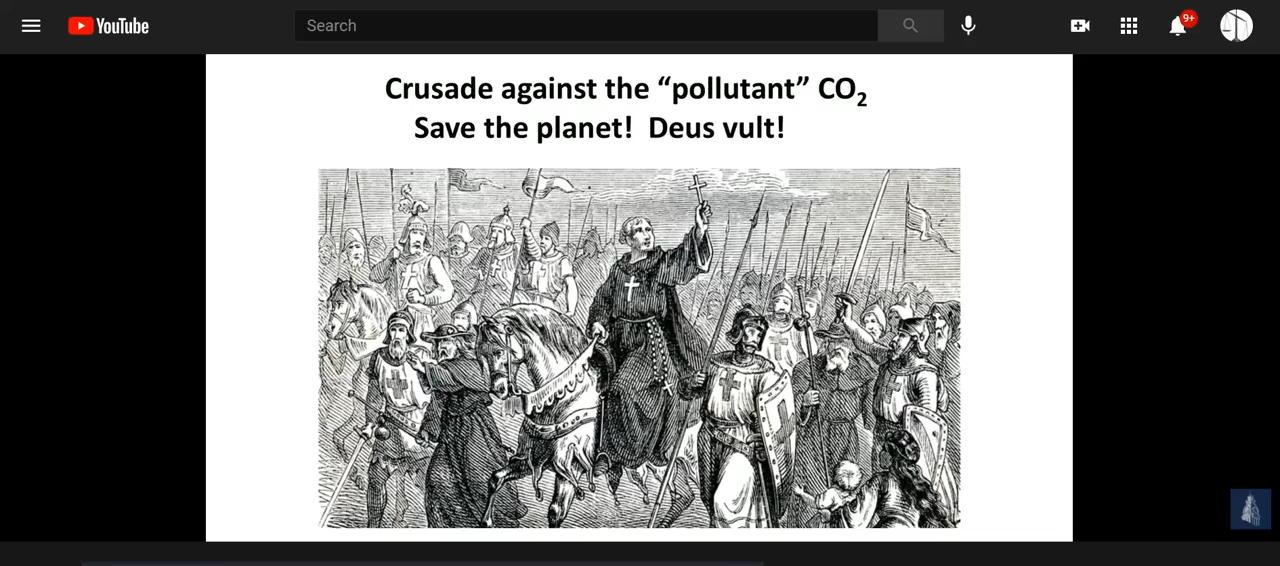 YouTube
Search
9+
Crusade against the “pollutant” CO₂
Save the planet! Deus vult!